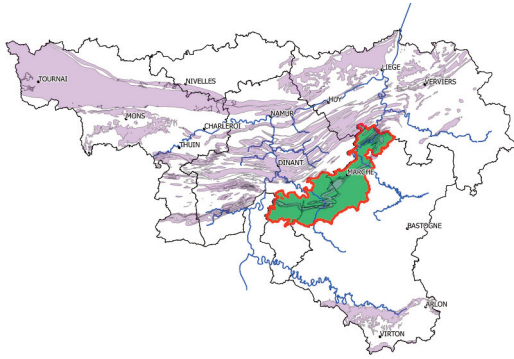 LIEGE
TOURNAI
NIVELLES
VERVIERS
HUY
MONS
NAMUR
CHARLEROI
THUIN
DINANT
MARCHE
BASTOGNE
ARLON
VIRTON